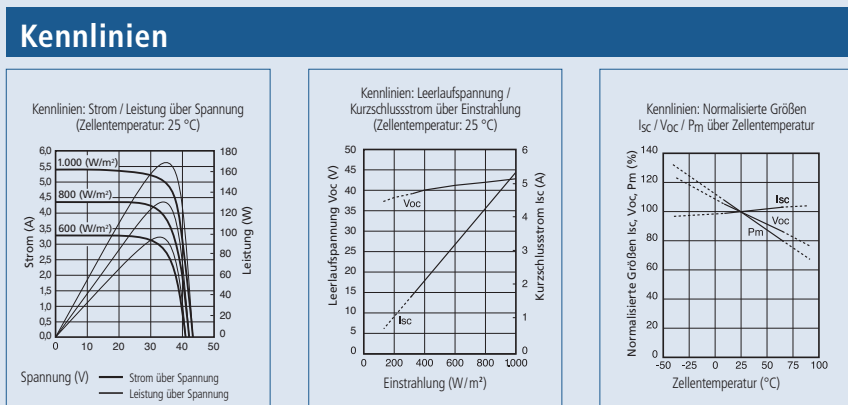 Kennlinien
Kennlinien: Strom / Leistung über Spannung
(Zellentemperatur: 25 °C)
6,0
5,5
5,0
4,5
4,0
3,5
3,0
2,5
2,0
1,5
1,0
0,5
0,0
Strom (A)
1.000 (W/m²)
800 (W/m²)
600 (W/m²)
180
160
140
120
100
80
60
40
20
0
Leistung (W)
0 10 20 30 40 50
Spannung (V)
Strom über Spannung
Leistung über Spannung
Kennlinien: Leerlaufspannung /
Kurzschlussstrom über Einstrahlung
(Zellentemperatur: 25 °C)
50
45
40
35
30
25
20
15
10
5
0
Leerlaufspannung Voc (V)
Voc
Isc
6
5
4
3
2
1
0
Kurzschlussstrom Isc (A)
0 200 400 600 800 1.000
Einstrahlung (W/m²)
Kennlinien: Normalisierte Größen
Isc / Voc / Pm über Zellentemperatur
140
120
100
80
60
40
20
0
Normalisierte Größen Isc, Voc, Pm (%)
Isc
Voc
Pm
-50 -25 0 25 50 75 100
Zellentemperatur (°C)